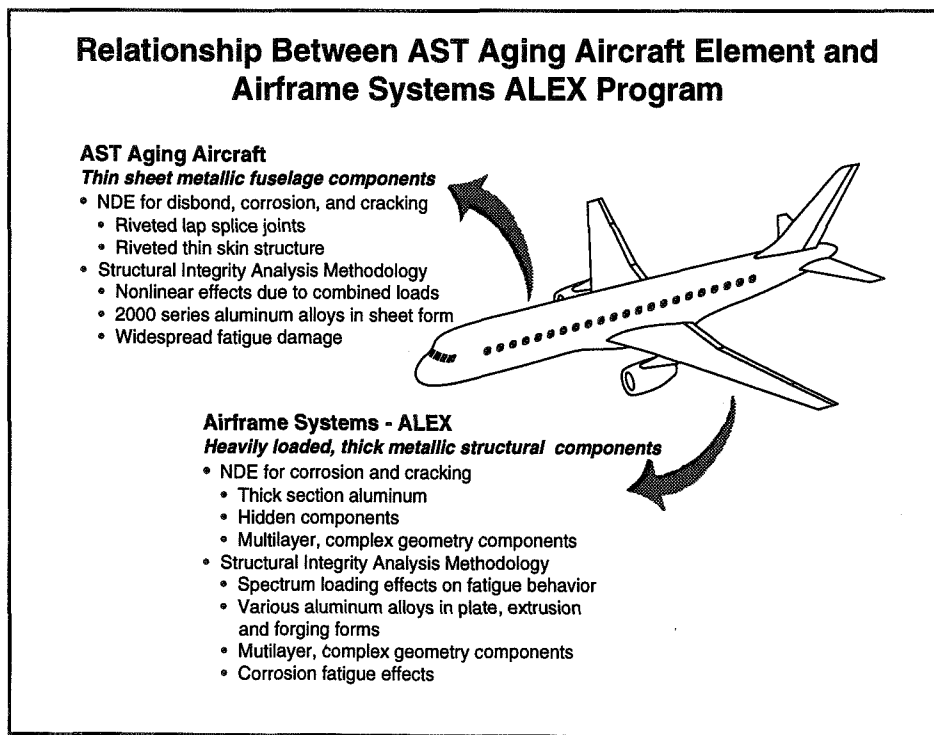 Relationship Between AST Aging Aircraft Element and
Airframe Systems ALEX Program
AST Aging Aircraft
Thin sheet metallic fuselage components
• NDE for disbond, corrosion, and cracking
• Riveted lap splice joints
• Riveted thin skin structure
• Structural Integrity Analysis Methodology
• Nonlinear effects due to combined loads
• 2000 series aluminum alloys in sheet form
• Widespread fatigue damage
Airframe Systems - ALEX
Heavily loaded, thick metallic structural components
• NDE for corrosion and cracking
• Thick section aluminum
• Hidden components
• Multilayer, complex geometry components
• Structural Integrity Analysis Methodology
• Spectrum loading effects on fatigue behavior
• Various aluminum alloys in plate, extrusion
and forging forms
• Mutilayer, complex geometry components
• Corrosion fatigue effects